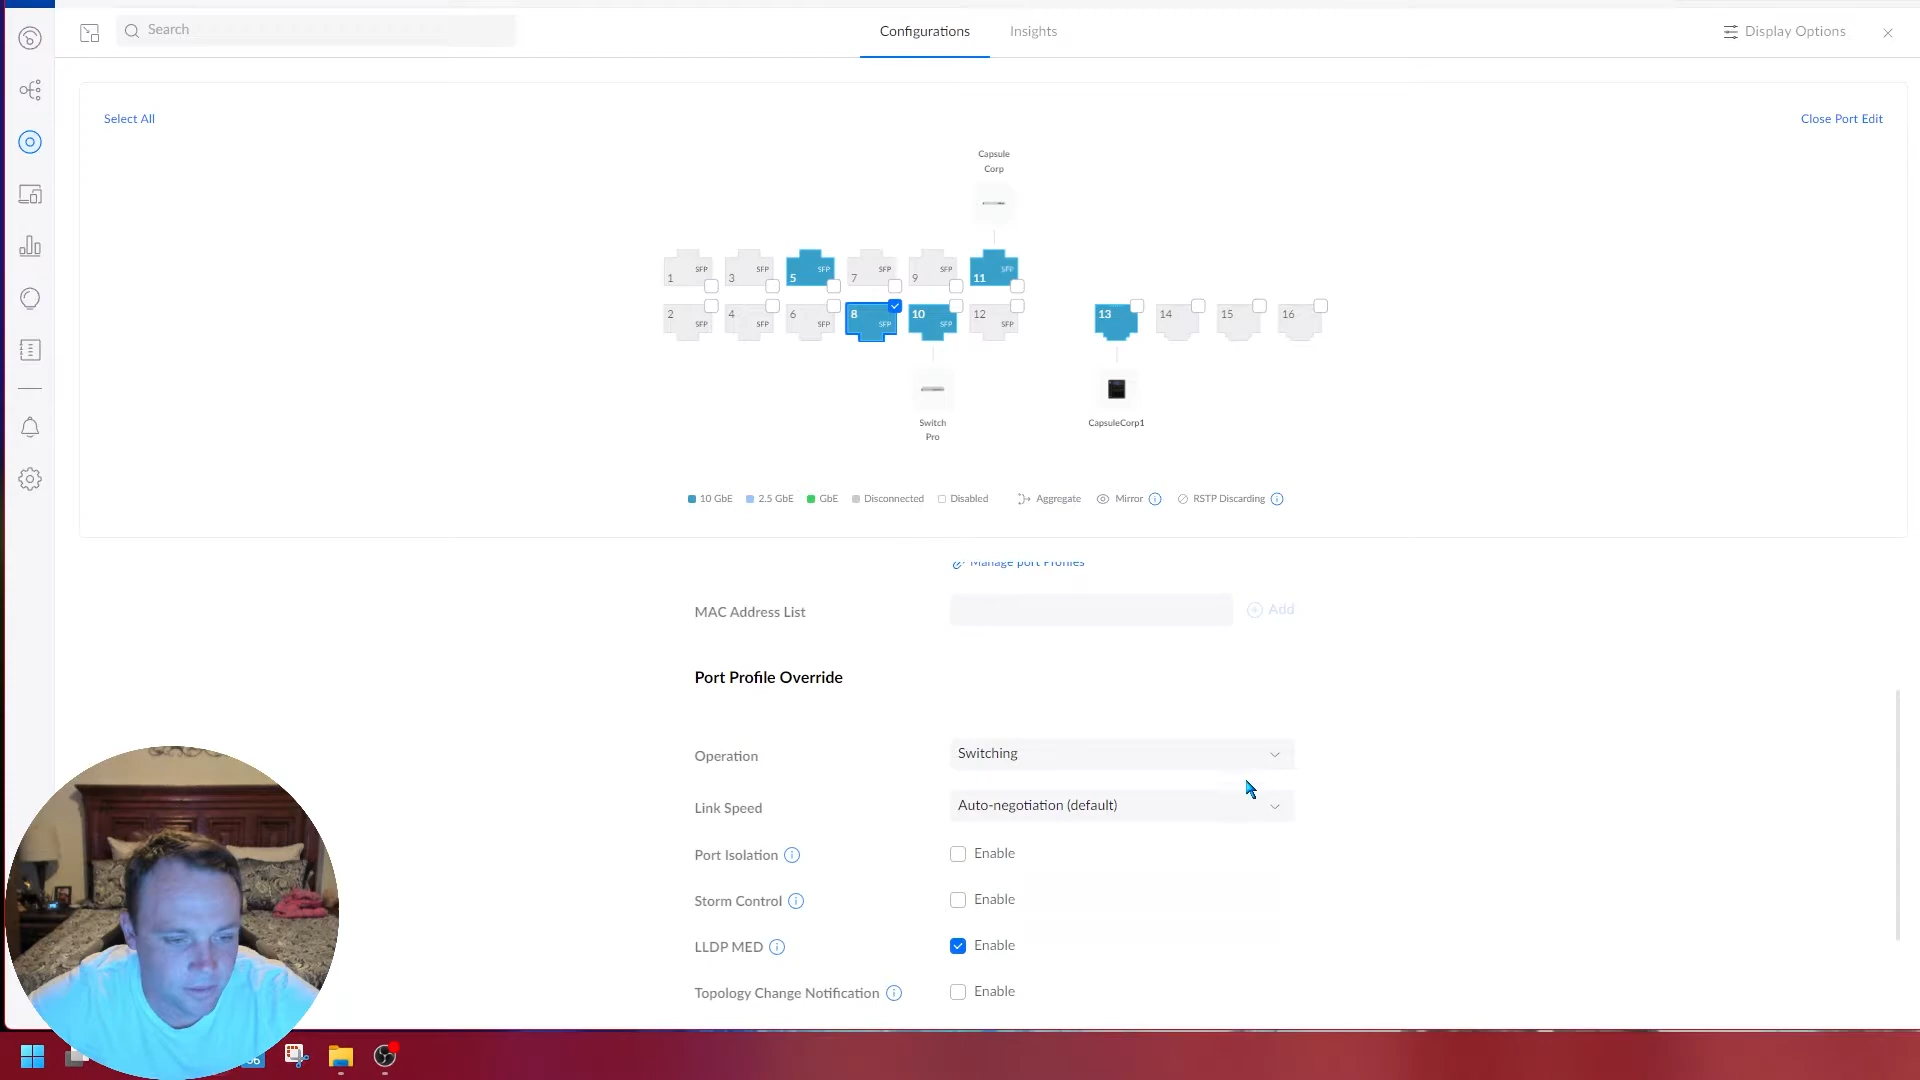 Search
Configurations
Insights
Display Options
Select All
Close Port Edit
Capsule
Corp
1 SFP 3 SFP 5 SFP 7 SFP 9 SFP 11 SFP
2 SFP 4 SFP 6 SFP 8 SFP 10 SFP 12 SFP 13 14 15 16
Switch
Pro
CapsuleCorp1
10 GbE 2.5 GbE GbE Disconnected Disabled Aggregate Mirror RSTP Discarding
Manage port Profiles
MAC Address List
Add
Port Profile Override
Operation Switching
Link Speed Auto-negotiation (default)
Port Isolation Enable
Storm Control Enable
LLDP MED Enable
Topology Change Notification Enable